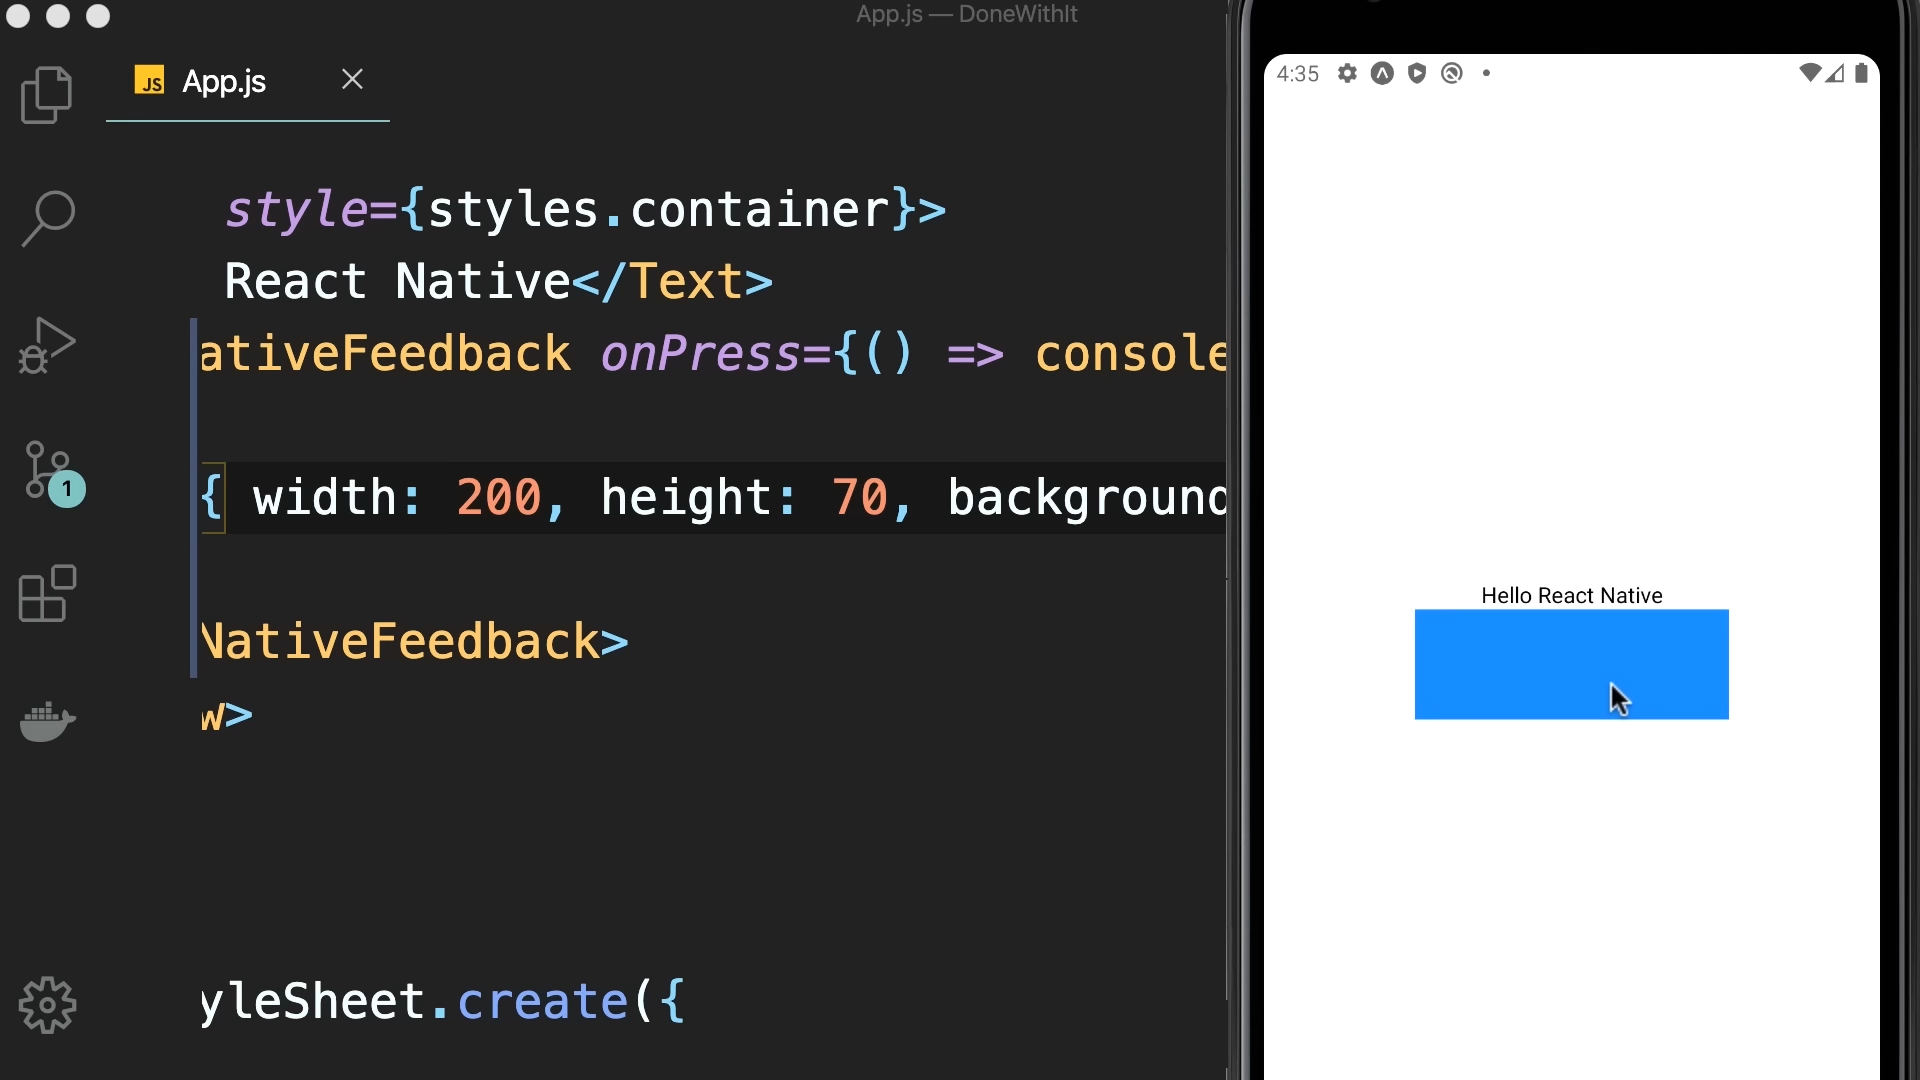 App.js — DoneWithIt
JS App.js
style={styles.container}>
React Native</Text>
ativeFeedback onPress={() => console
{ width: 200, height: 70, background
NativeFeedback>
w>
yleSheet.create({
1
4:35
Hello React Native